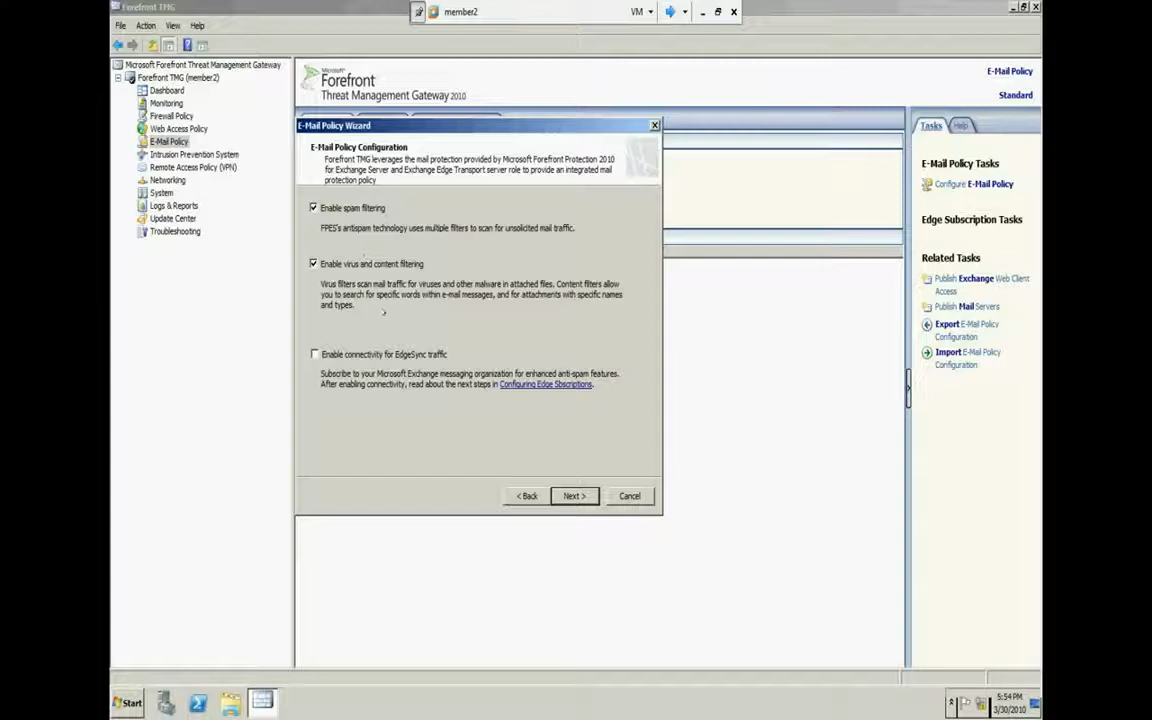 Forefront TMG
member2
VM
File Action View Help
Microsoft Forefront Threat Management Gateway
Forefront TMG (member2)
Dashboard
Monitoring
Firewall Policy
Web Access Policy
E-Mail Policy
Intrusion Prevention System
Remote Access Policy (VPN)
Networking
System
Logs & Reports
Update Center
Troubleshooting
Microsoft
Forefront
Threat Management Gateway 2010
E-Mail Policy
Standard
E-Mail Policy Wizard
E-Mail Policy Configuration
Forefront TMG leverages the mail protection provided by Microsoft Forefront Protection 2010
for Exchange Server and Exchange Edge Transport server role to provide an integrated mail
protection policy
Enable spam filtering
FPES's antispam technology uses multiple filters to scan for unsolicited mail traffic.
Enable virus and content filtering
Virus filters scan mail traffic for viruses and other malware in attached files. Content filters allow
you to search for specific words within e-mail messages, and for attachments with specific names
and types.
Enable connectivity for EdgeSync traffic
Subscribe to your Microsoft Exchange messaging organization for enhanced anti-spam features.
After enabling connectivity, read about the next steps in Configuring Edge Sbscriptions.
< Back Next > Cancel
Tasks Help
E-Mail Policy Tasks
Configure E-Mail Policy
Edge Subscription Tasks
Related Tasks
Publish Exchange Web Client
Access
Publish Mail Servers
Export E-Mail Policy
Configuration
Import E-Mail Policy
Configuration
Start
5:54 PM
3/30/2010